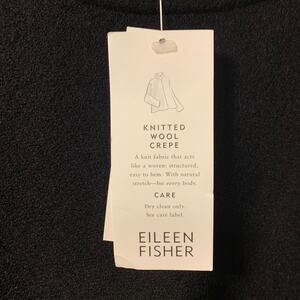 KNITTED
WOOL
CREPE
A knit fabric that acts
like a woven: structured,
easy to hem. With natural
stretch—for every body.
CARE
Dry clean only.
See care label.
EILEEN
FISHER